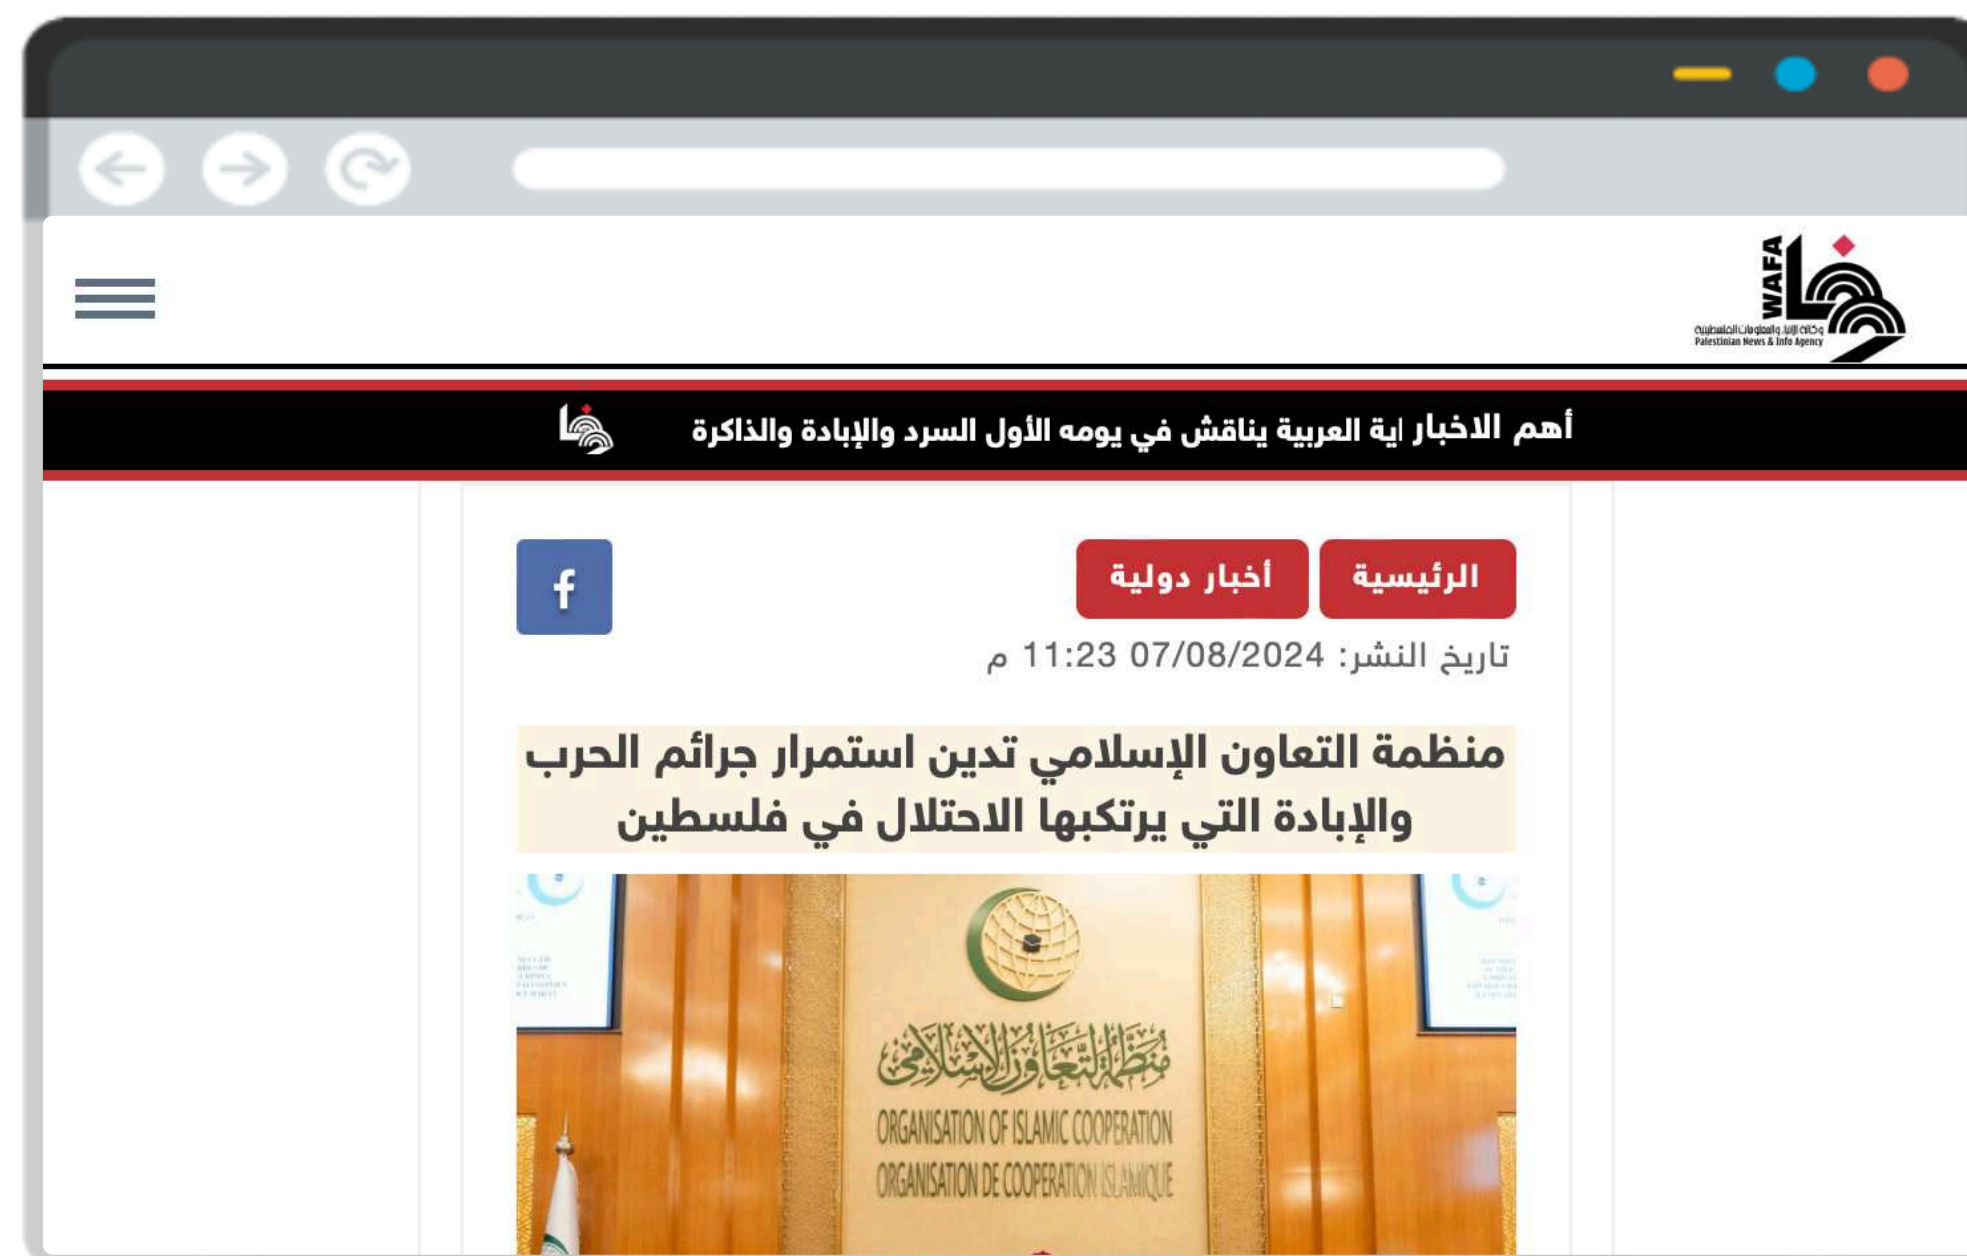 WAFA
وكالة الأنباء والمعلومات الفلسطينية
Palestinian News & Info Agency
أهم الاخبار اية العربية يناقش في يومه الأول السرد والإبادة والذاكرة
الرئيسية
أخبار دولية
f
تاريخ النشر: 07/08/2024 11:23 م
منظمة التعاون الإسلامي تدين استمرار جرائم الحرب
والإبادة التي يرتكبها الاحتلال في فلسطين
منظمة التعاون الإسلامي
ORGANISATION OF ISLAMIC COOPERATION
ORGANISATION DE COOPERATION ISLAMIQUE